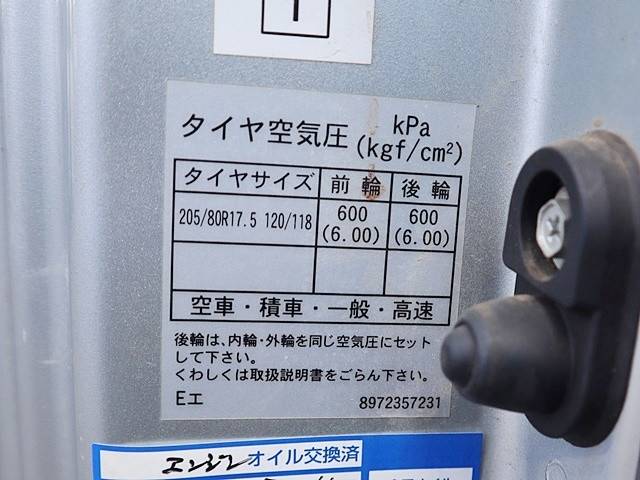 タイヤ空気圧 kPa
(kgf/cm²)
タイヤサイズ 前輪 後輪
205/80R17.5 120/118 600 600
(6.00) (6.00)
空車・積車・一般・高速
後輪は、内輪・外輪を同じ空気圧にセット
して下さい。
くわしくは取扱説明書をごらん下さい。
Eエ 8972357231
エンジン オイル交換済